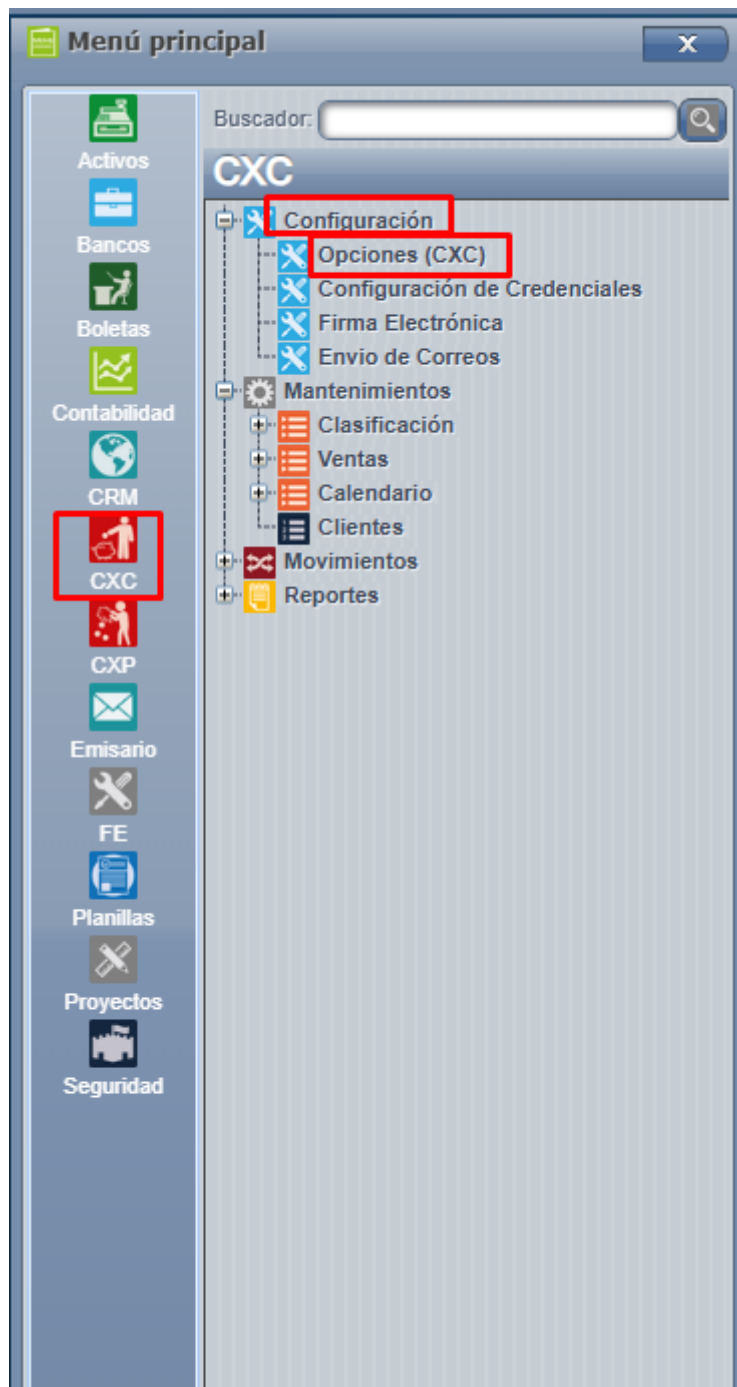 Menú principal
x
Activos
Bancos
Boletas
Contabilidad
CRM
CXC
CXP
Emisario
FE
Planillas
Proyectos
Seguridad
Buscador:
CXC
Configuración
Opciones (CXC)
Configuración de Credenciales
Firma Electrónica
Envio de Correos
Mantenimientos
Clasificación
Ventas
Calendario
Clientes
Movimientos
Reportes